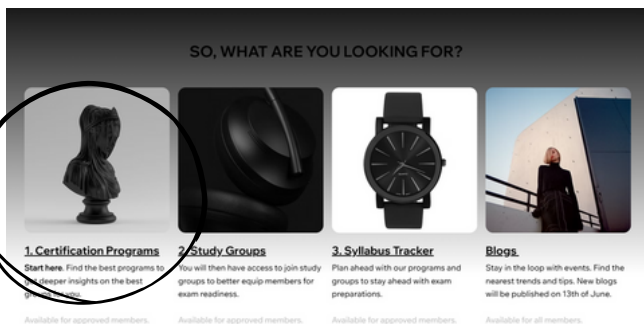 SO, WHAT ARE YOU LOOKING FOR?
1. Certification Programs
Start here. Find the best programs to
get deeper insights on the best
groups for you.
Available for approved members.
2. Study Groups
You will then have access to join study
groups to better equip members for
exam readiness.
Available for approved members.
3. Syllabus Tracker
Plan ahead with our programs and
groups to stay ahead with exam
preparations.
Available for approved members.
Blogs
Stay in the loop with events. Find the
nearest trends and tips. New blogs
will be published on 13th of June.
Available for all members.